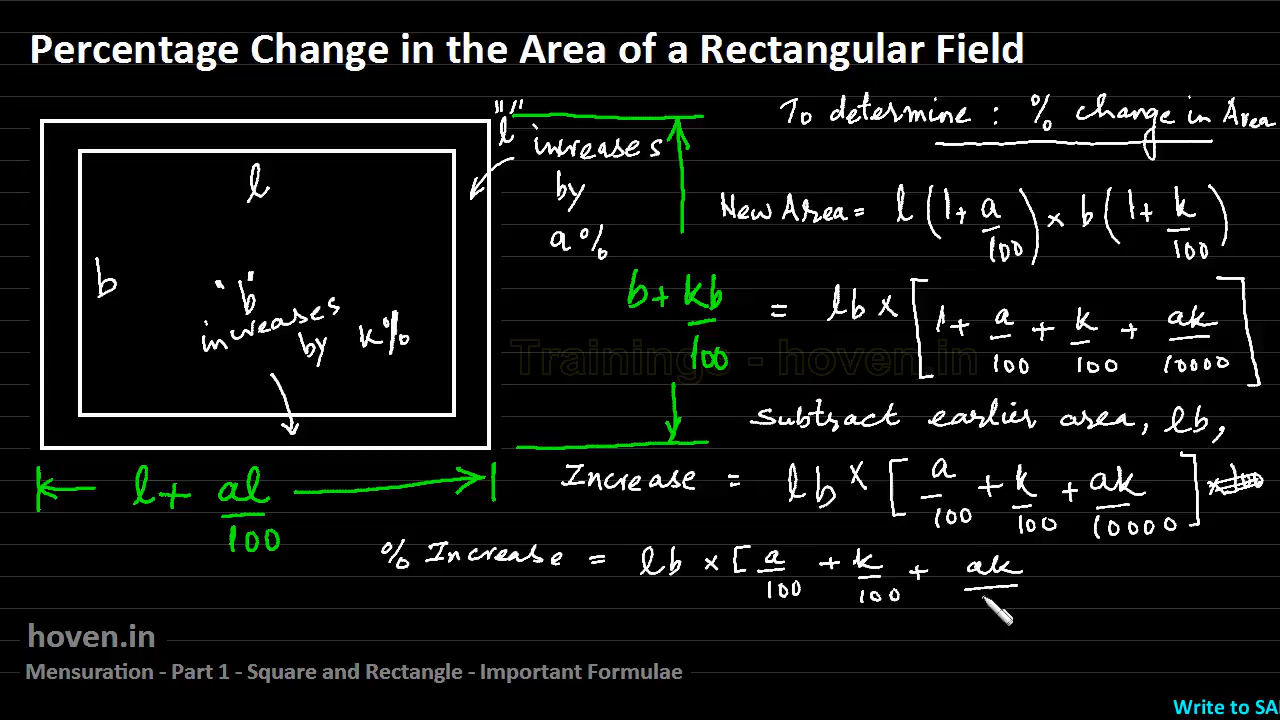 Percentage Change in the Area of a Rectangular Field
To determine : % change in Area
"l"
increases
by
a%
l
b
"b"
increases
by k%
New Area = l (1 + a/100) × b (1 + k/100)
b + kb/100
= lb × [1 + a/100 + k/100 + ak/10000]
Trainings - hoven.in
Subtract earlier area, lb,
l + al/100
Increase = lb × [a/100 + k/100 + ak/10000] ×
% Increase = lb × [a/100 + k/100 + ak
hoven.in
Mensuration - Part 1 - Square and Rectangle - Important Formulae
Write to SA